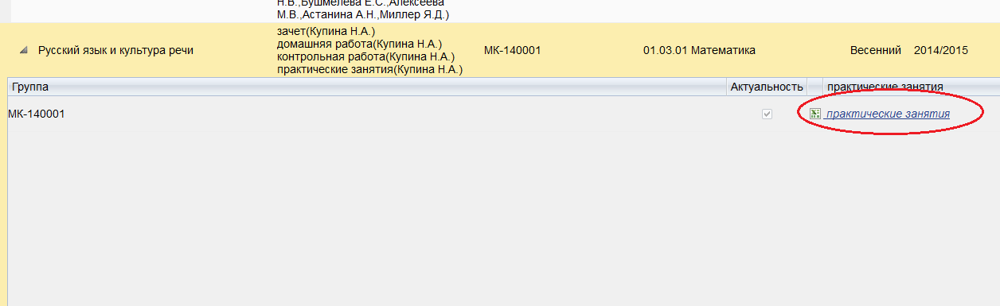 Н.В.,Бушмелева Е.С.,Алексеева
М.В.,Астанина А.Н.,Миллер Я.Д.)
Русский язык и культура речи
зачет(Купина Н.А.)
домашняя работа(Купина Н.А.)
контрольная работа(Купина Н.А.)
практические занятия(Купина Н.А.)
МК-140001
01.03.01 Математика
Весенний
2014/2015
Группа
Актуальность
практические занятия
МК-140001
практические занятия